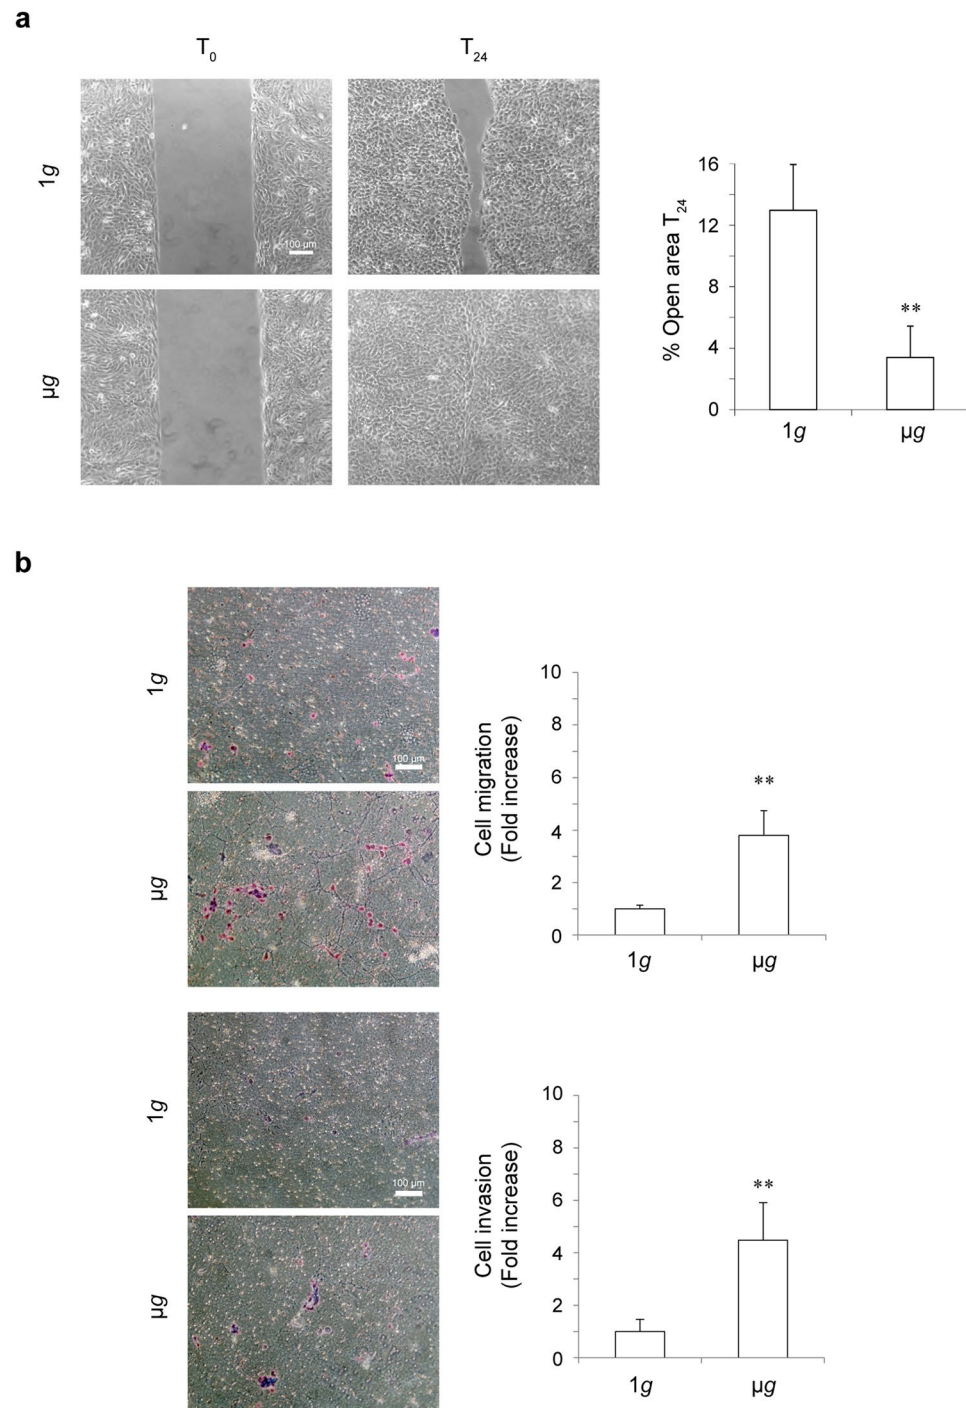 a
T0
T24
1g
100 µm
µg
% Open area T24
16
12
8
4
0
**
1g
µg
b
1g
100 µm
µg
Cell migration
(Fold increase)
10
8
6
4
2
0
**
1g
µg
1g
100 µm
µg
Cell invasion
(Fold increase)
10
8
6
4
2
0
**
1g
µg